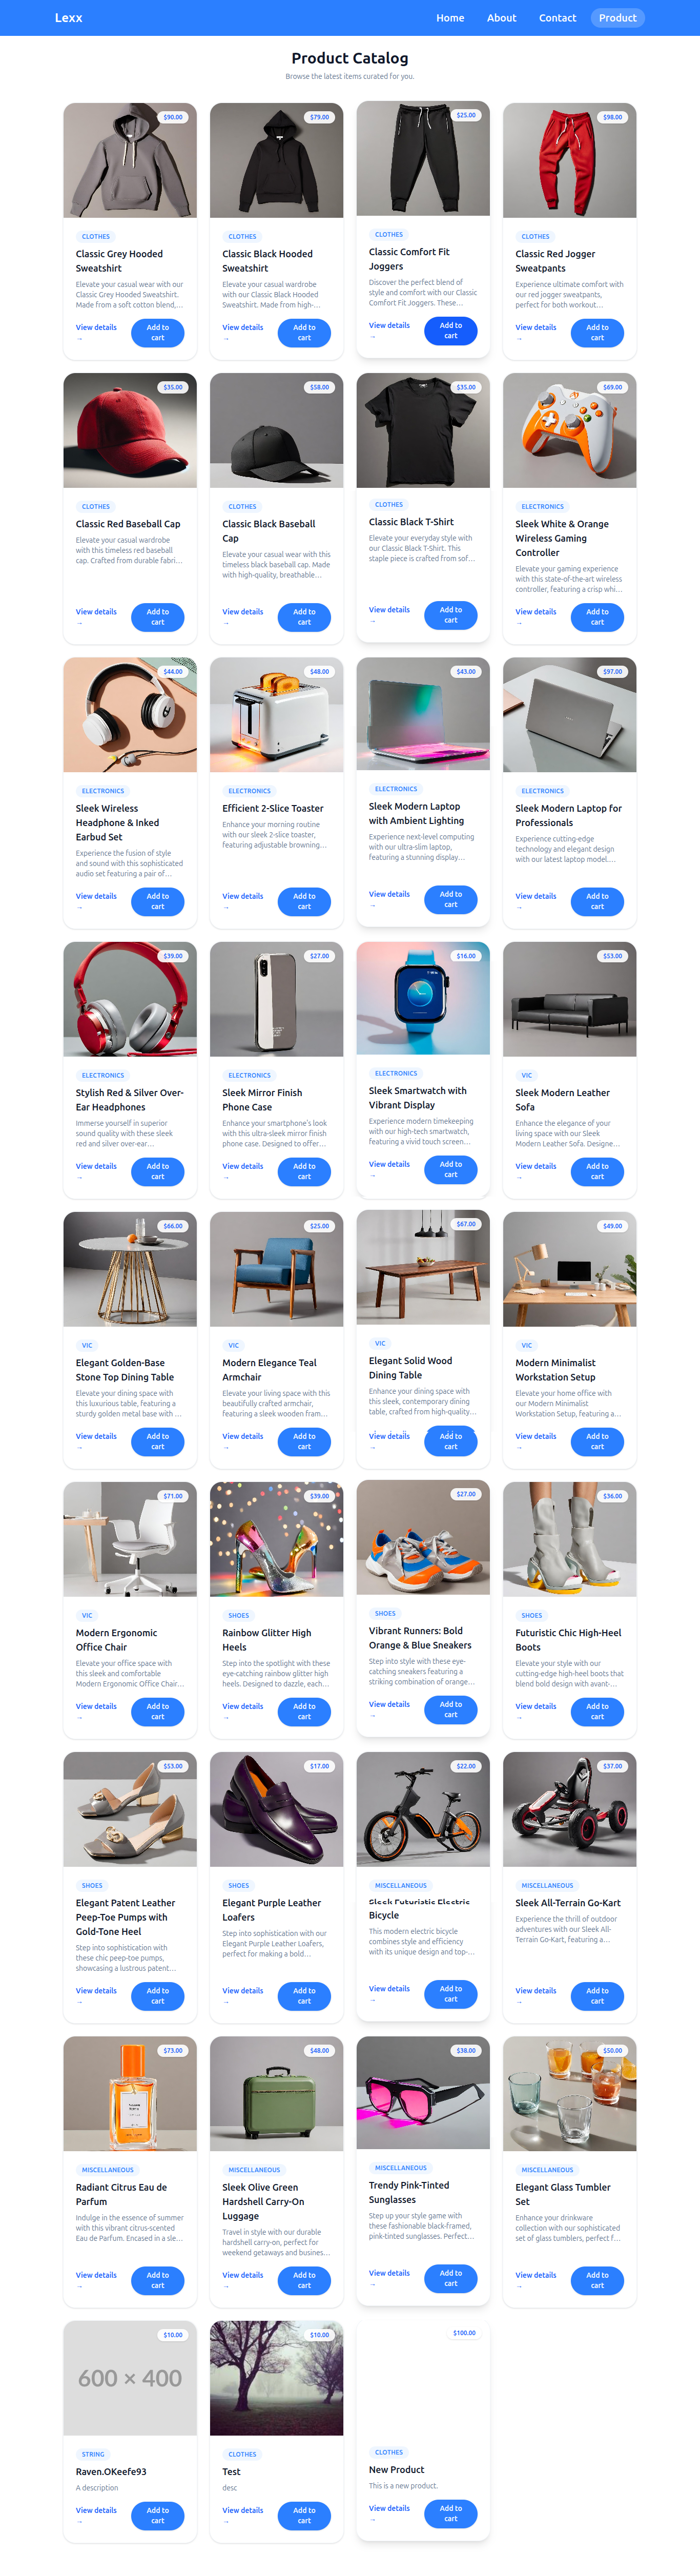 Lexx
Home
About
Contact
Product
Product Catalog
Browse the latest items curated for you.
$90.00
CLOTHES
Classic Grey Hooded
Sweatshirt
Elevate your casual wear with our
Classic Grey Hooded Sweatshirt.
Made from a soft cotton blend,...
View details
→
Add to
cart
$79.00
CLOTHES
Classic Black Hooded
Sweatshirt
Elevate your casual wardrobe
with our Classic Black Hooded
Sweatshirt. Made from high-...
View details
→
Add to
cart
$25.00
CLOTHES
Classic Comfort Fit
Joggers
Discover the perfect blend of
style and comfort with our Classic
Comfort Fit Joggers. These...
View details
→
Add to
cart
$98.00
CLOTHES
Classic Red Jogger
Sweatpants
Experience ultimate comfort with
our red jogger sweatpants,
perfect for both workout...
View details
→
Add to
cart
$35.00
CLOTHES
Classic Red Baseball Cap
Elevate your casual wardrobe
with this timeless red baseball
cap. Crafted from durable fabri...
View details
→
Add to
cart
$58.00
CLOTHES
Classic Black Baseball
Cap
Elevate your casual wear with this
timeless black baseball cap. Made
with high-quality, breathable...
View details
→
Add to
cart
$35.00
CLOTHES
Classic Black T-Shirt
Elevate your everyday style with
our Classic Black T-Shirt. This
staple piece is crafted from sof...
View details
→
Add to
cart
$69.00
ELECTRONICS
Sleek White & Orange
Wireless Gaming
Controller
Elevate your gaming experience
with this state-of-the-art wireless
controller, featuring a crisp whi...
View details
→
Add to
cart
$44.00
ELECTRONICS
Sleek Wireless
Headphone & Inked
Earbud Set
Experience the fusion of style
and sound with this sophisticated
audio set featuring a pair of...
View details
→
Add to
cart
$48.00
ELECTRONICS
Efficient 2-Slice Toaster
Enhance your morning routine
with our sleek 2-slice toaster,
featuring adjustable browning...
View details
→
Add to
cart
$43.00
ELECTRONICS
Sleek Modern Laptop
with Ambient Lighting
Experience next-level computing
with our ultra-slim laptop,
featuring a stunning display...
View details
→
Add to
cart
$97.00
ELECTRONICS
Sleek Modern Laptop for
Professionals
Experience cutting-edge
technology and elegant design
with our latest laptop model....
View details
→
Add to
cart
$39.00
ELECTRONICS
Stylish Red & Silver Over-
Ear Headphones
Immerse yourself in superior
sound quality with these sleek
red and silver over-ear...
View details
→
Add to
cart
$27.00
ELECTRONICS
Sleek Mirror Finish
Phone Case
Enhance your smartphone's look
with this ultra-sleek mirror finish
phone case. Designed to offer...
View details
→
Add to
cart
$16.00
ELECTRONICS
Sleek Smartwatch with
Vibrant Display
Experience modern timekeeping
with our high-tech smartwatch,
featuring a vivid touch screen...
View details
→
Add to
cart
$53.00
VIC
Sleek Modern Leather
Sofa
Enhance the elegance of your
living space with our Sleek
Modern Leather Sofa. Designe...
View details
→
Add to
cart
$66.00
VIC
Elegant Golden-Base
Stone Top Dining Table
Elevate your dining space with
this luxurious table, featuring a
sturdy golden metal base with ...
View details
→
Add to
cart
$25.00
VIC
Modern Elegance Teal
Armchair
Elevate your living space with this
beautifully crafted armchair,
featuring a sleek wooden fram...
View details
→
Add to
cart
$67.00
VIC
Elegant Solid Wood
Dining Table
Enhance your dining space with
this sleek, contemporary dining
table, crafted from high-quality...
View details
→
Add to
cart
$49.00
VIC
Modern Minimalist
Workstation Setup
Elevate your home office with
our Modern Minimalist
Workstation Setup, featuring a...
View details
→
Add to
cart
$71.00
VIC
Modern Ergonomic
Office Chair
Elevate your office space with
this sleek and comfortable
Modern Ergonomic Office Chair...
View details
→
Add to
cart
$39.00
SHOES
Rainbow Glitter High
Heels
Step into the spotlight with these
eye-catching rainbow glitter high
heels. Designed to dazzle, each...
View details
→
Add to
cart
$27.00
SHOES
Vibrant Runners: Bold
Orange & Blue Sneakers
Step into style with these eye-
catching sneakers featuring a
striking combination of orange...
View details
→
Add to
cart
$36.00
SHOES
Futuristic Chic High-Heel
Boots
Elevate your style with our
cutting-edge high-heel boots that
blend bold design with avant-...
View details
→
Add to
cart
$53.00
SHOES
Elegant Patent Leather
Peep-Toe Pumps with
Gold-Tone Heel
Step into sophistication with
these chic peep-toe pumps,
showcasing a lustrous patent...
View details
→
Add to
cart
$17.00
SHOES
Elegant Purple Leather
Loafers
Step into sophistication with our
Elegant Purple Leather Loafers,
perfect for making a bold...
View details
→
Add to
cart
$22.00
MISCELLANEOUS
Sleek Futuristic Electric
Bicycle
This modern electric bicycle
combines style and efficiency
with its unique design and top-...
View details
→
Add to
cart
$37.00
MISCELLANEOUS
Sleek All-Terrain Go-Kart
Experience the thrill of outdoor
adventures with our Sleek All-
Terrain Go-Kart, featuring a...
View details
→
Add to
cart
$73.00
MISCELLANEOUS
Radiant Citrus Eau de
Parfum
Indulge in the essence of summer
with this vibrant citrus-scented
Eau de Parfum. Encased in a sle...
View details
→
Add to
cart
$48.00
MISCELLANEOUS
Sleek Olive Green
Hardshell Carry-On
Luggage
Travel in style with our durable
hardshell carry-on, perfect for
weekend getaways and busines...
View details
→
Add to
cart
$38.00
MISCELLANEOUS
Trendy Pink-Tinted
Sunglasses
Step up your style game with
these fashionable black-framed,
pink-tinted sunglasses. Perfect...
View details
→
Add to
cart
$50.00
MISCELLANEOUS
Elegant Glass Tumbler
Set
Enhance your drinkware
collection with our sophisticated
set of glass tumblers, perfect f...
View details
→
Add to
cart
600 × 400
$10.00
STRING
Raven.OKeefe93
A description
View details
→
Add to
cart
$10.00
CLOTHES
Test
desc
View details
→
Add to
cart
$100.00
CLOTHES
New Product
This is a new product.
View details
→
Add to
cart